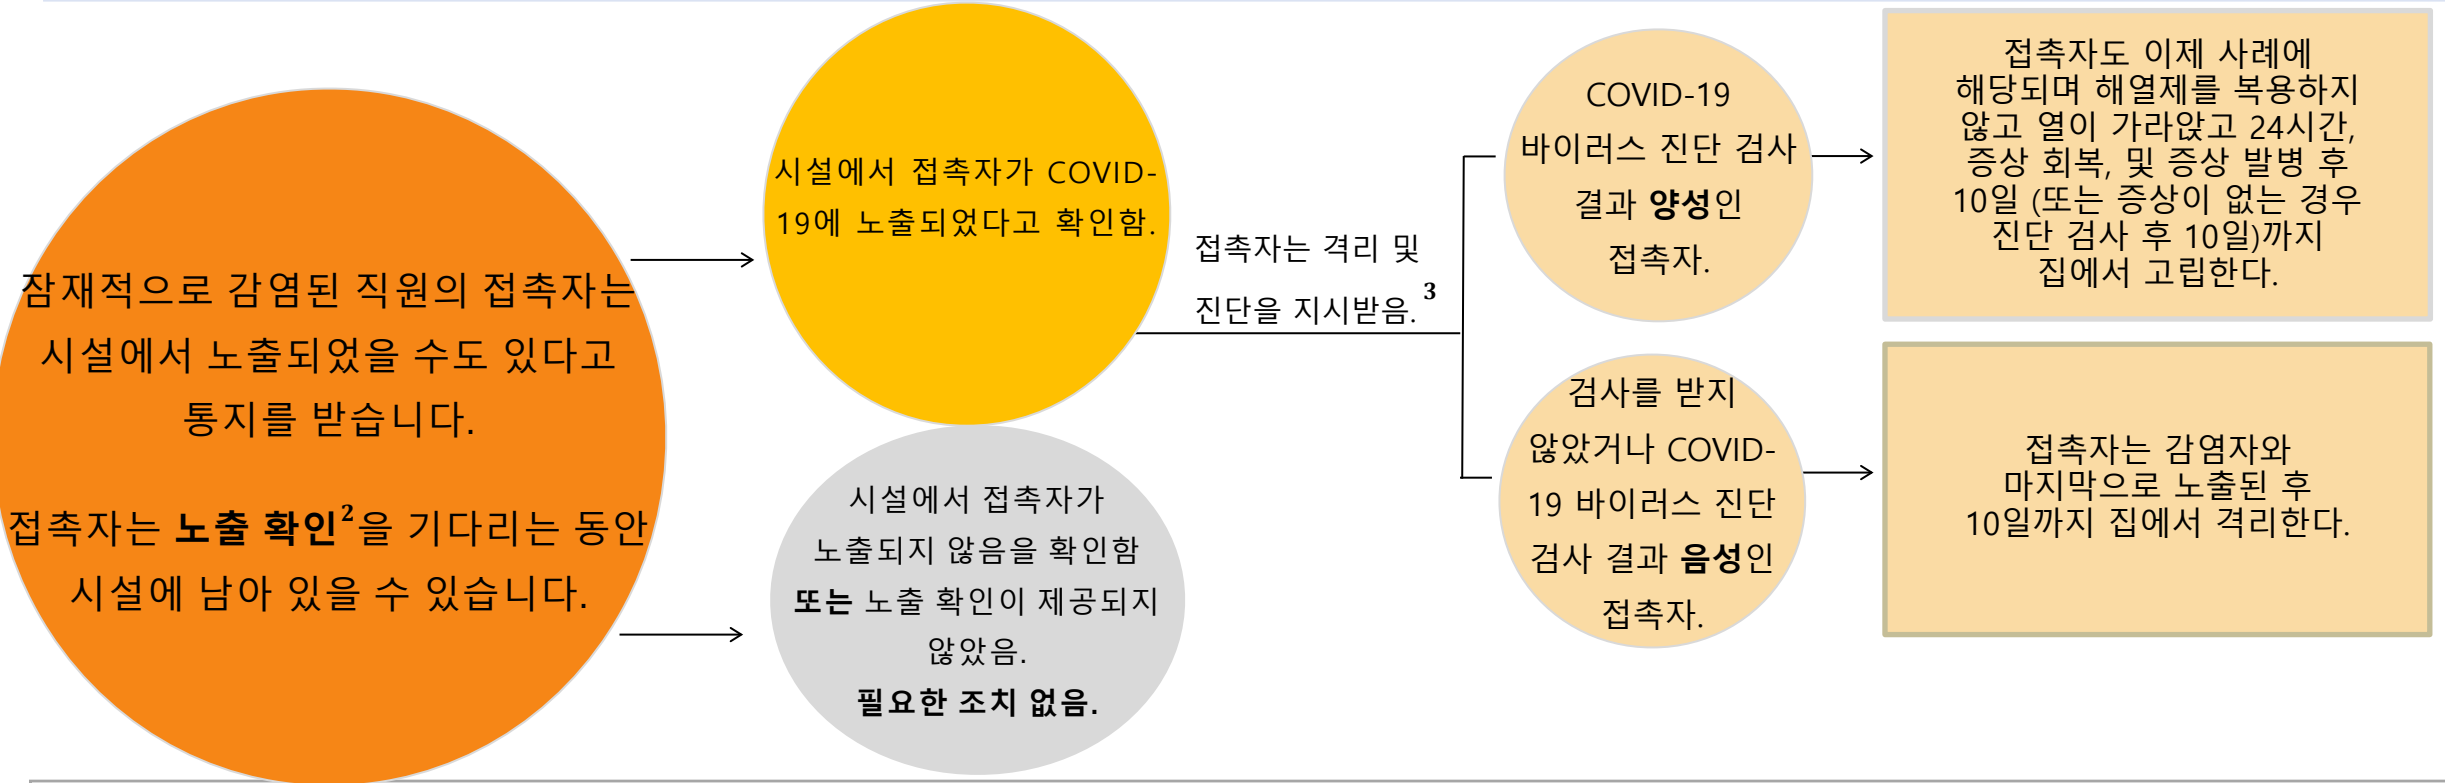 잠재적으로 감염된 직원의 접촉자는
시설에서 노출되었을 수도 있다고
통지를 받습니다.
접촉자는 노출 확인²을 기다리는 동안
시설에 남아 있을 수 있습니다.
시설에서 접촉자가 COVID-
19에 노출되었다고 확인함.
시설에서 접촉자가
노출되지 않음을 확인함
또는 노출 확인이 제공되지
않았음.
필요한 조치 없음.
접촉자는 격리 및
진단을 지시받음.³
COVID-19
바이러스 진단 검사
결과 양성인
접촉자.
접촉자도 이제 사례에
해당되며 해열제를 복용하지
않고 열이 가라앉고 24시간,
증상 회복, 및 증상 발병 후
10일 (또는 증상이 없는 경우
진단 검사 후 10일)까지
집에서 고립한다.
검사를 받지
않았거나 COVID-
19 바이러스 진단
검사 결과 음성인
접촉자.
접촉자는 감염자와
마지막으로 노출된 후
10일까지 집에서 격리한다.